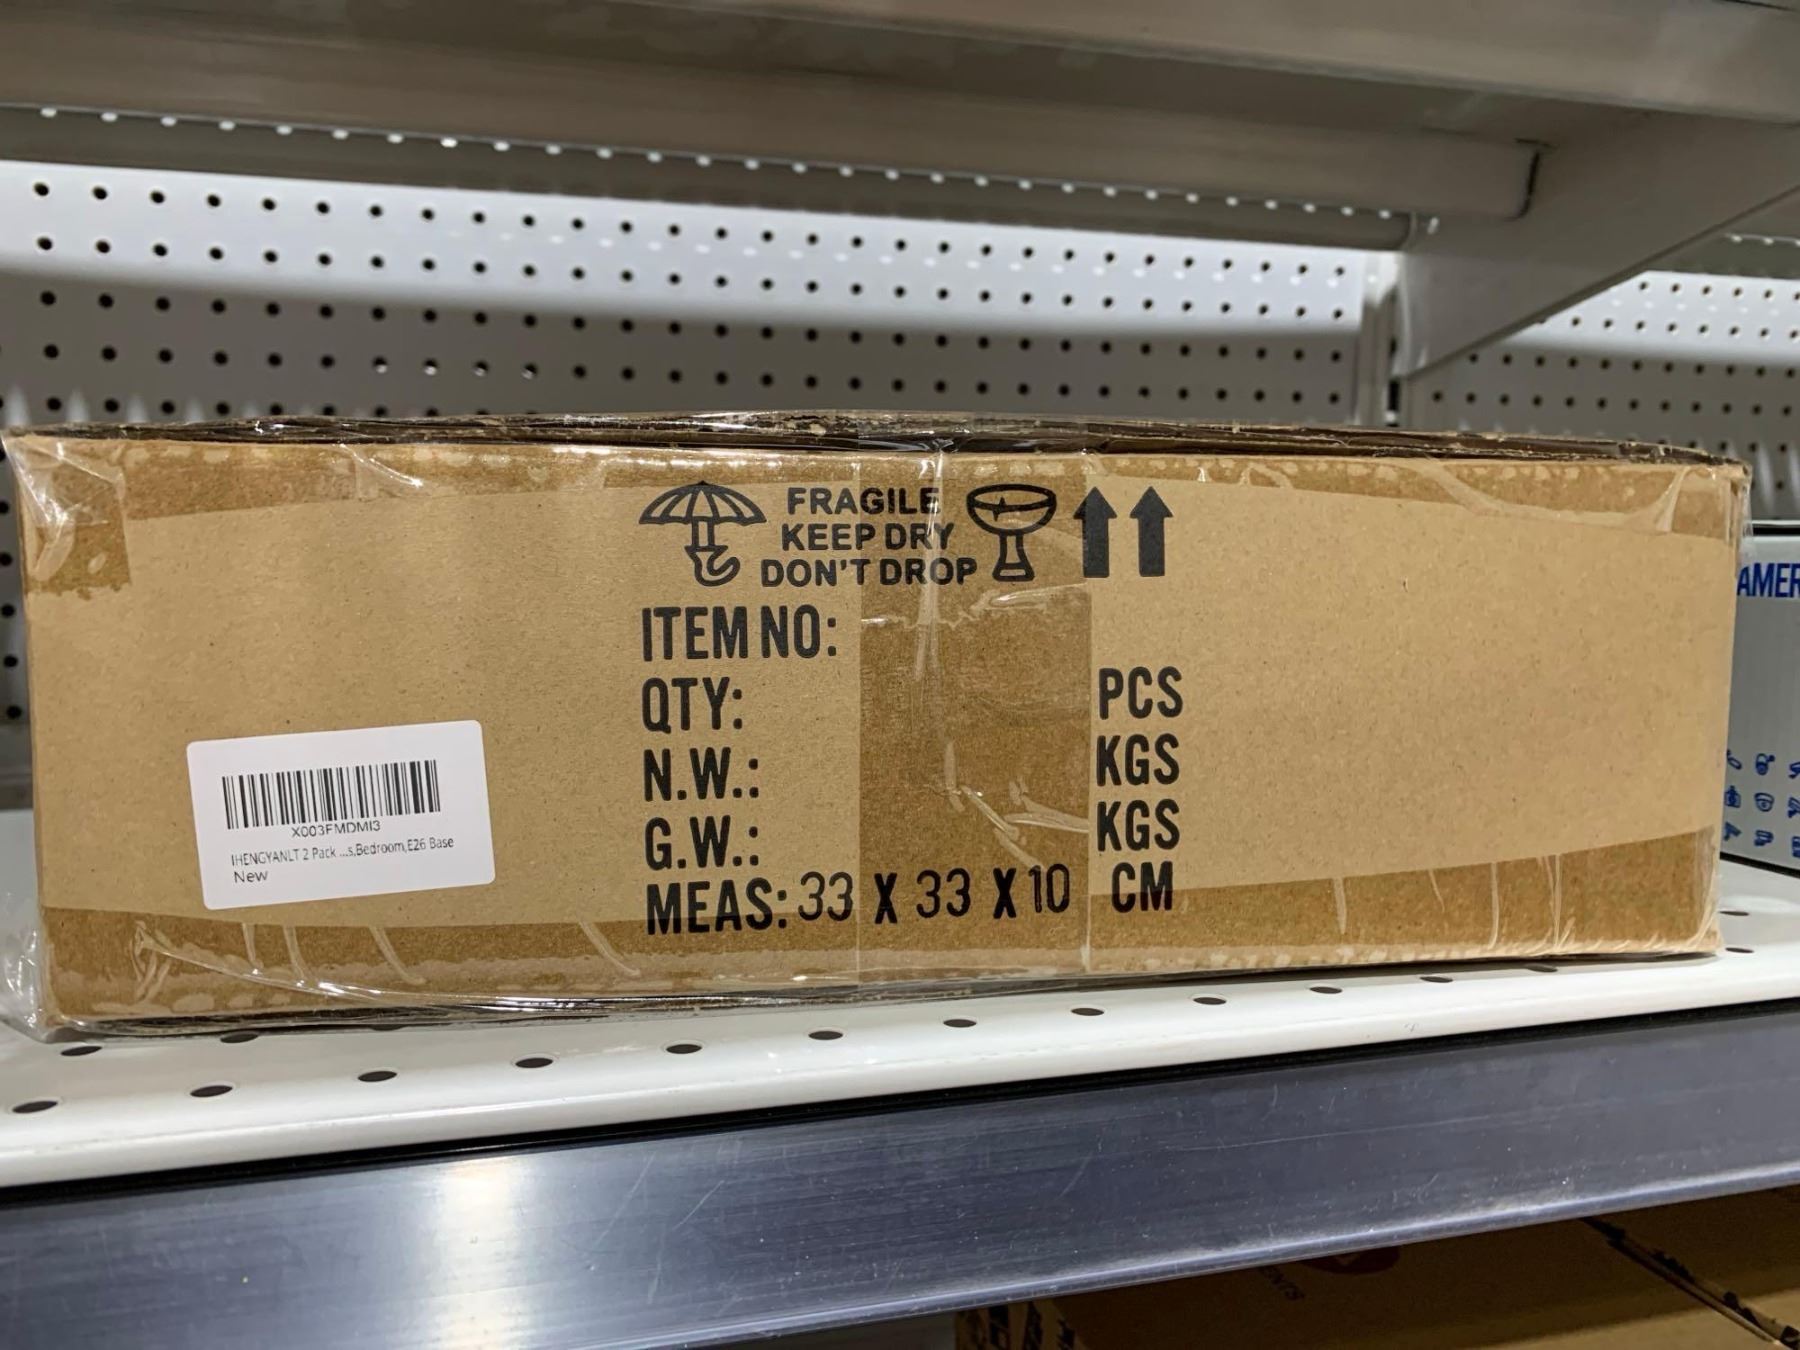 FRAGILE
KEEP DRY
DON'T DROP
ITEM NO:
QTY: PCS
N.W.: KGS
G.W.: KGS
MEAS: 33 X 33 X 10 CM
X003FMDMI3
IHENGYANLT 2 Pack ...s,Bedroom,E26 Base
New
AMER